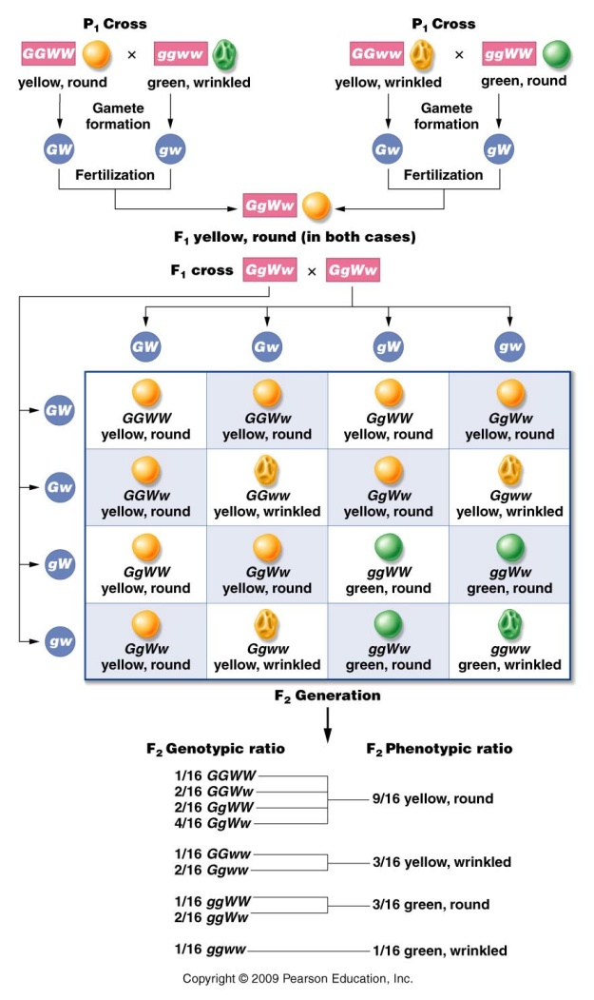 P1 Cross
GGWW × ggww
yellow, round green, wrinkled
Gamete
formation
GW gw
Fertilization
P1 Cross
GGww × ggWW
yellow, wrinkled green, round
Gamete
formation
Gw gW
Fertilization
GgWw
F1 yellow, round (in both cases)
F1 cross GgWw × GgWw
GW Gw gW gw
GW
GGWW GGWw GgWW GgWw
yellow, round yellow, round yellow, round yellow, round
Gw
GGWw GGww GgWw Ggww
yellow, round yellow, wrinkled yellow, round yellow, wrinkled
gW
GgWW GgWw ggWW ggWw
yellow, round yellow, round green, round green, round
gw
GgWw Ggww ggWw ggww
yellow, round yellow, wrinkled green, round green, wrinkled
F2 Generation
F2 Genotypic ratio F2 Phenotypic ratio
1/16 GGWW
2/16 GGWw
2/16 GgWW
4/16 GgWw
9/16 yellow, round
1/16 GGww
2/16 Ggww
3/16 yellow, wrinkled
1/16 ggWW
2/16 ggWw
3/16 green, round
1/16 ggww 1/16 green, wrinkled
Copyright © 2009 Pearson Education, Inc.